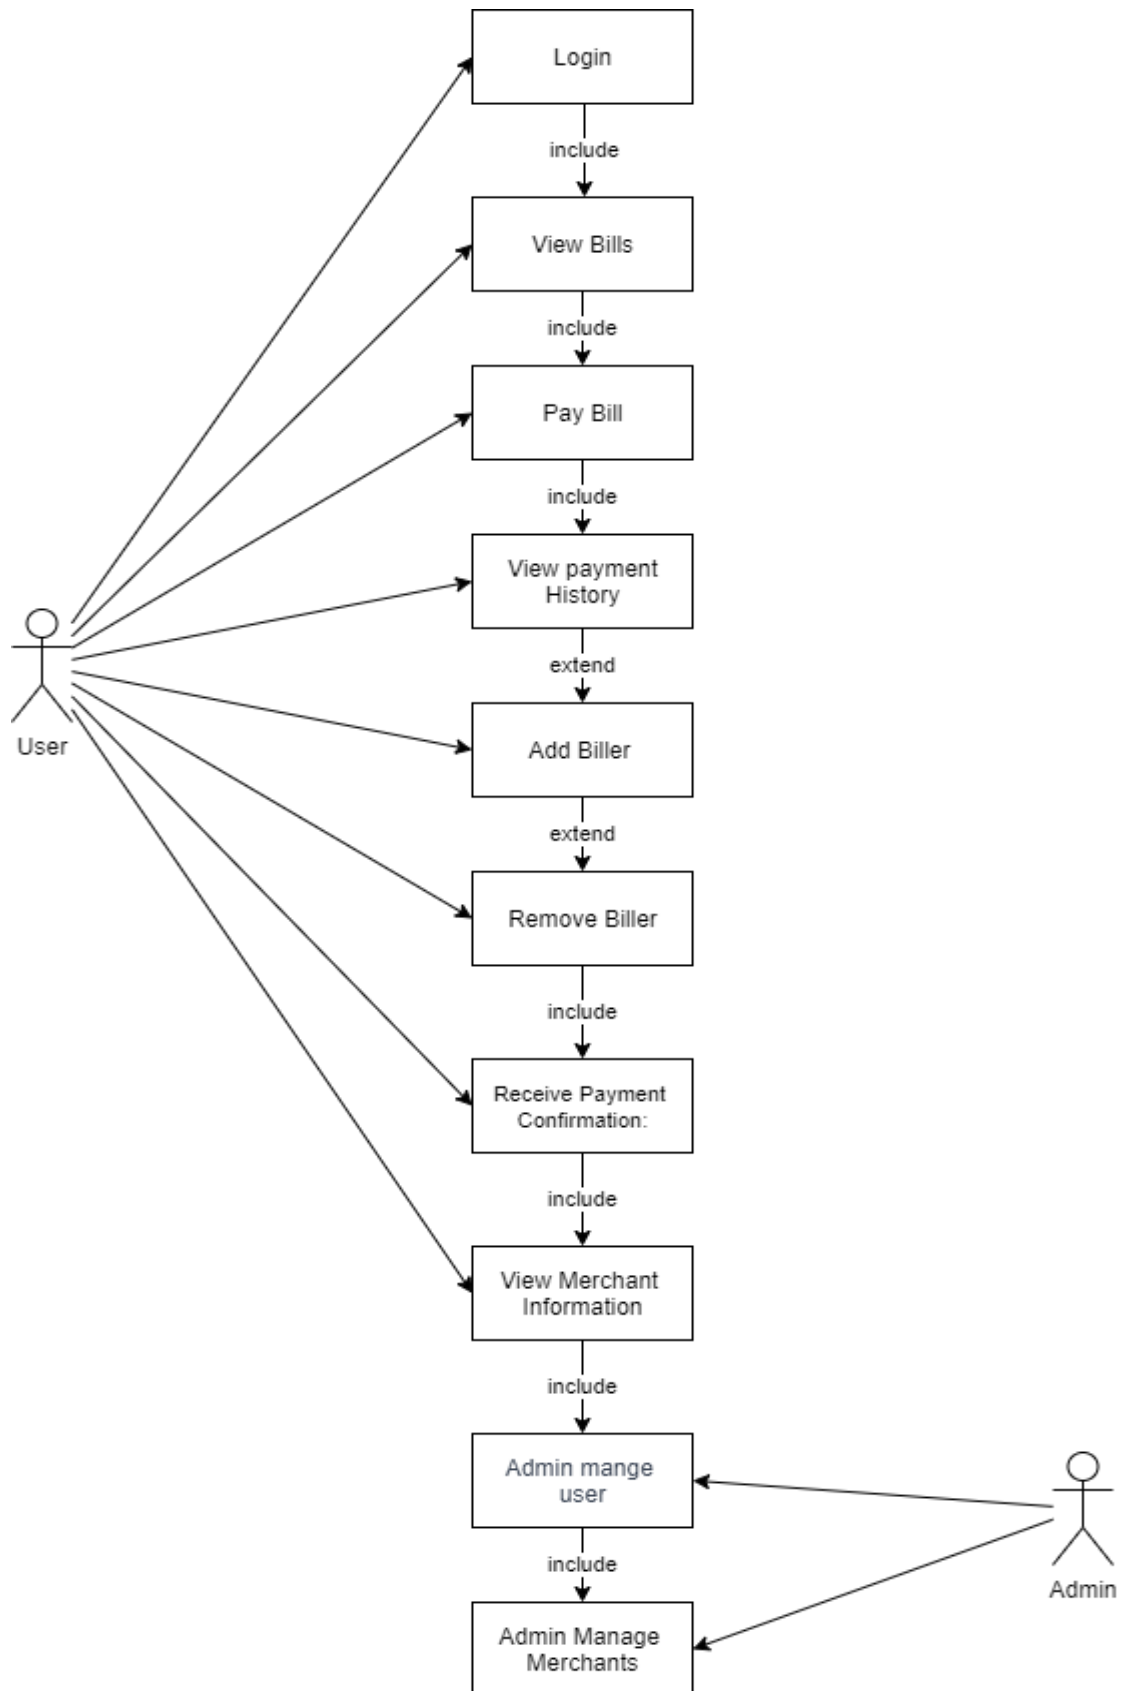 Login
include
View Bills
include
Pay Bill
include
View payment
History
extend
User
Add Biller
extend
Remove Biller
include
Receive Payment
Confirmation:
include
View Merchant
Information
include
Admin mange
user
include
Admin
Admin Manage
Merchants